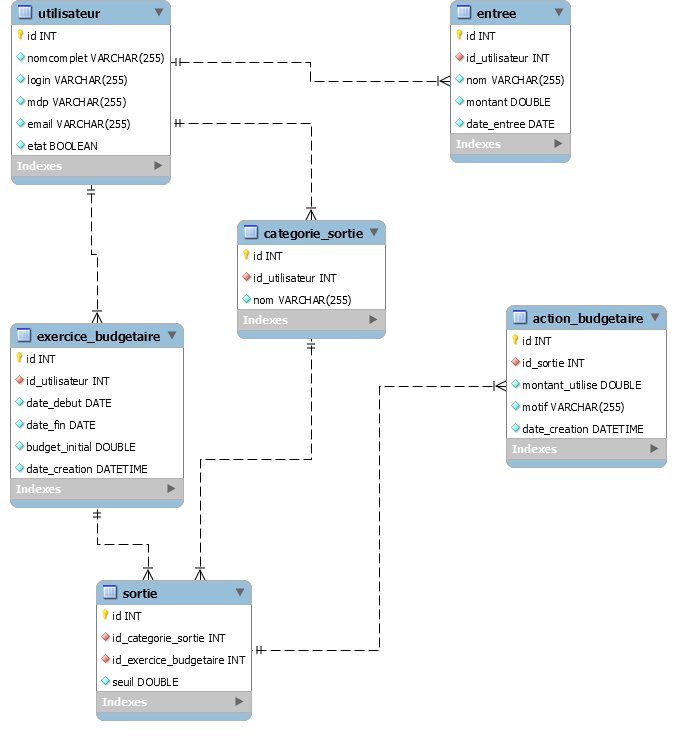 utilisateur
id INT
nomcomplet VARCHAR(255)
login VARCHAR(255)
mdp VARCHAR(255)
email VARCHAR(255)
etat BOOLEAN
Indexes
entree
id INT
id_utilisateur INT
nom VARCHAR(255)
montant DOUBLE
date_entree DATE
Indexes
categorie_sortie
id INT
id_utilisateur INT
nom VARCHAR(255)
Indexes
exercice_budgetaire
id INT
id_utilisateur INT
date_debut DATE
date_fin DATE
budget_initial DOUBLE
date_creation DATETIME
Indexes
action_budgetaire
id INT
id_sortie INT
montant_utilise DOUBLE
motif VARCHAR(255)
date_creation DATETIME
Indexes
sortie
id INT
id_categorie_sortie INT
id_exercice_budgetaire INT
seuil DOUBLE
Indexes